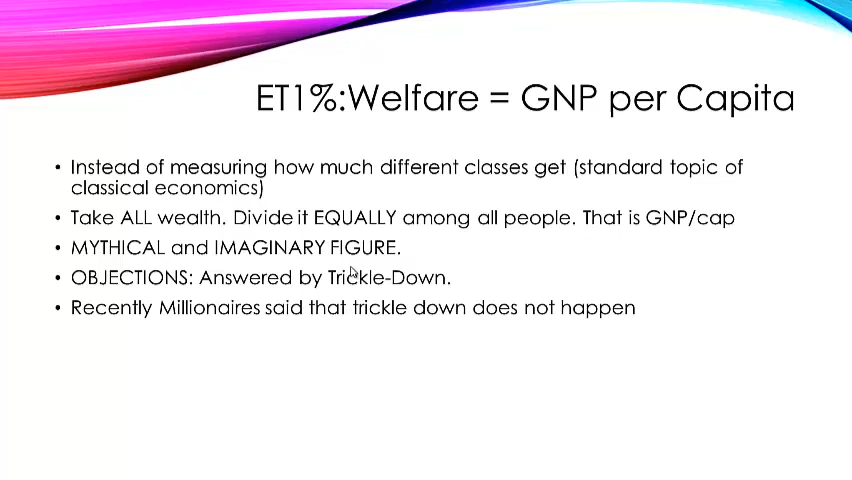 ET1%:Welfare = GNP per Capita
• Instead of measuring how much different classes get (standard topic of
classical economics)
• Take ALL wealth. Divide it EQUALLY among all people. That is GNP/cap
• MYTHICAL and IMAGINARY FIGURE.
• OBJECTIONS: Answered by Trickle-Down.
• Recently Millionaires said that trickle down does not happen